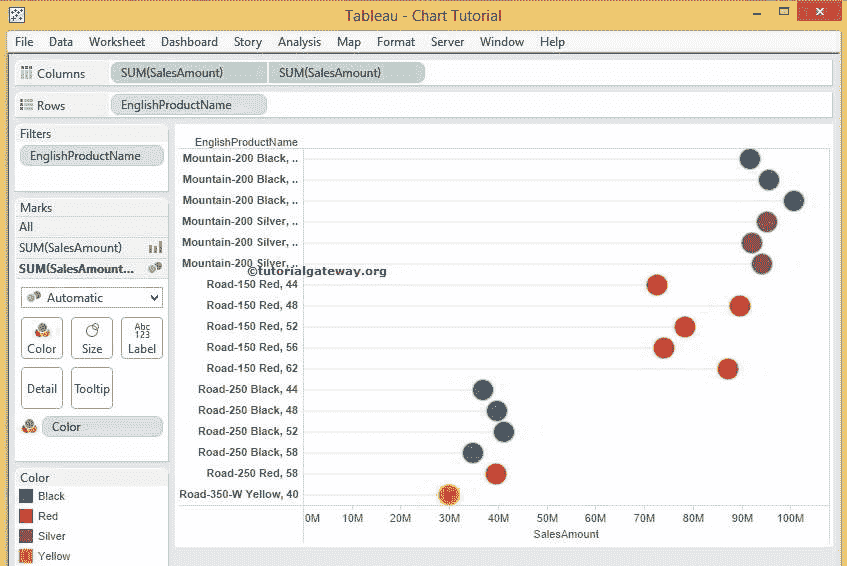 Tableau - Chart Tutorial
File Data Worksheet Dashboard Story Analysis Map Format Server Window Help
Columns SUM(SalesAmount) SUM(SalesAmount)
Rows EnglishProductName
Filters
EnglishProductName
Marks
All
SUM(SalesAmount)
SUM(SalesAmount...
Automatic
Color Size Abc 123 Label
Detail Tooltip
Color
Color
Black
Red
Silver
Yellow
EnglishProductName
Mountain-200 Black, ..
Mountain-200 Black, ..
Mountain-200 Black, ..
Mountain-200 Silver, ..
Mountain-200 Silver, ..
Mountain-200 Silver, ..
©tutorialgateway.org
Road-150 Red, 44
Road-150 Red, 48
Road-150 Red, 52
Road-150 Red, 56
Road-150 Red, 62
Road-250 Black, 44
Road-250 Black, 48
Road-250 Black, 52
Road-250 Black, 58
Road-250 Red, 58
Road-350-W Yellow, 40
0M 10M 20M 30M 40M 50M 60M 70M 80M 90M 100M
SalesAmount